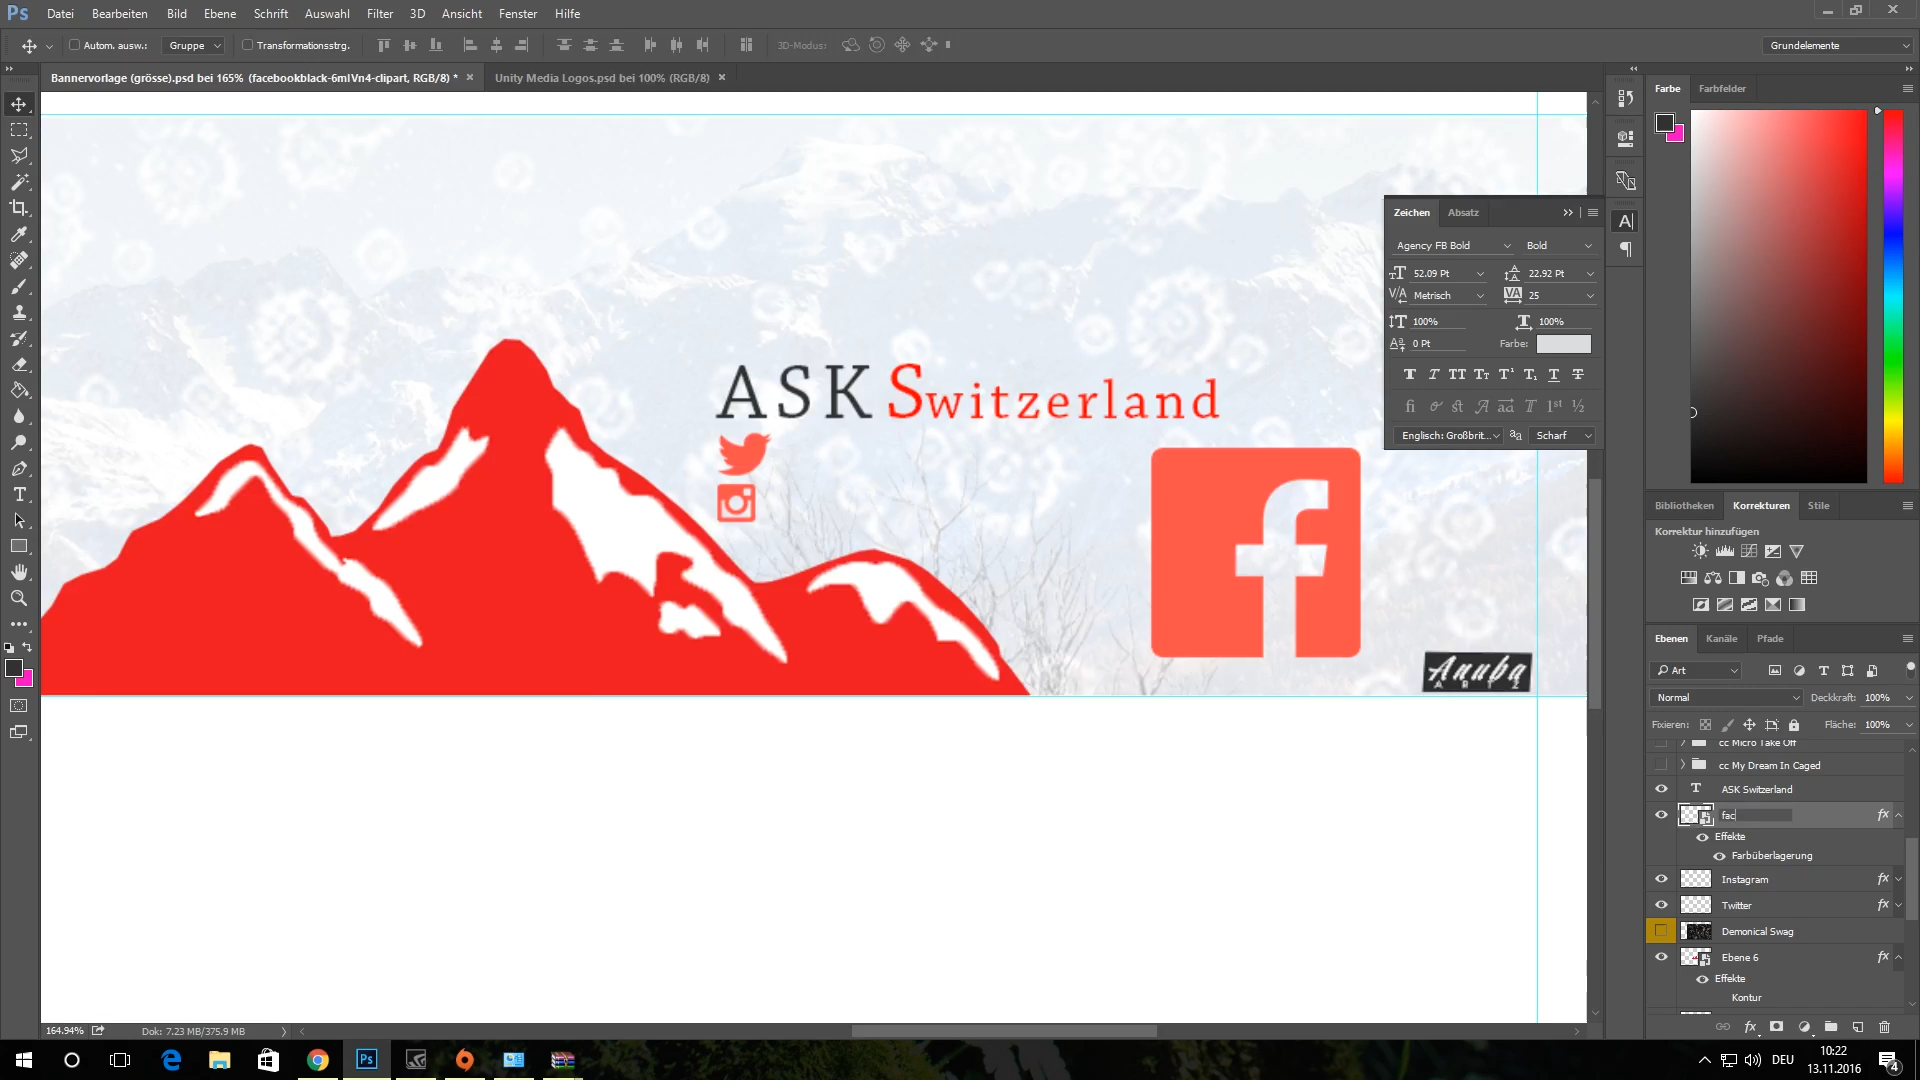 Ps Datei Bearbeiten Bild Ebene Schrift Auswahl Filter 3D Ansicht Fenster Hilfe
Autom. ausw.: Gruppe Transformationsstrg. 3D-Modus: Grundelemente
Bannervorlage (grösse).psd bei 165% (facebookblack-6mlVn4-clipart, RGB/8) * × Unity Media Logos.psd bei 100% (RGB/8) ×
Farbe Farbfelder
Zeichen Absatz
Agency FB Bold Bold
52.09 Pt 22.92 Pt
Metrisch 25
100% 100%
0 Pt Farbe:
Englisch: Großbrit... Scharf
ASK Switzerland
Anuba
ARTZ
Bibliotheken Korrekturen Stile
Korrektur hinzufügen
Ebenen Kanäle Pfade
Art
Normal Deckkraft: 100%
Fixieren: Fläche: 100%
cc Micro Take Off
cc My Dream In Caged
ASK Switzerland
fac
Effekte
Farbüberlagerung
Instagram
Twitter
Demonical Swag
Ebene 6
Effekte
Kontur
164.94% Dok: 7.23 MB/375.9 MB
DEU 10:22
13.11.2016
4